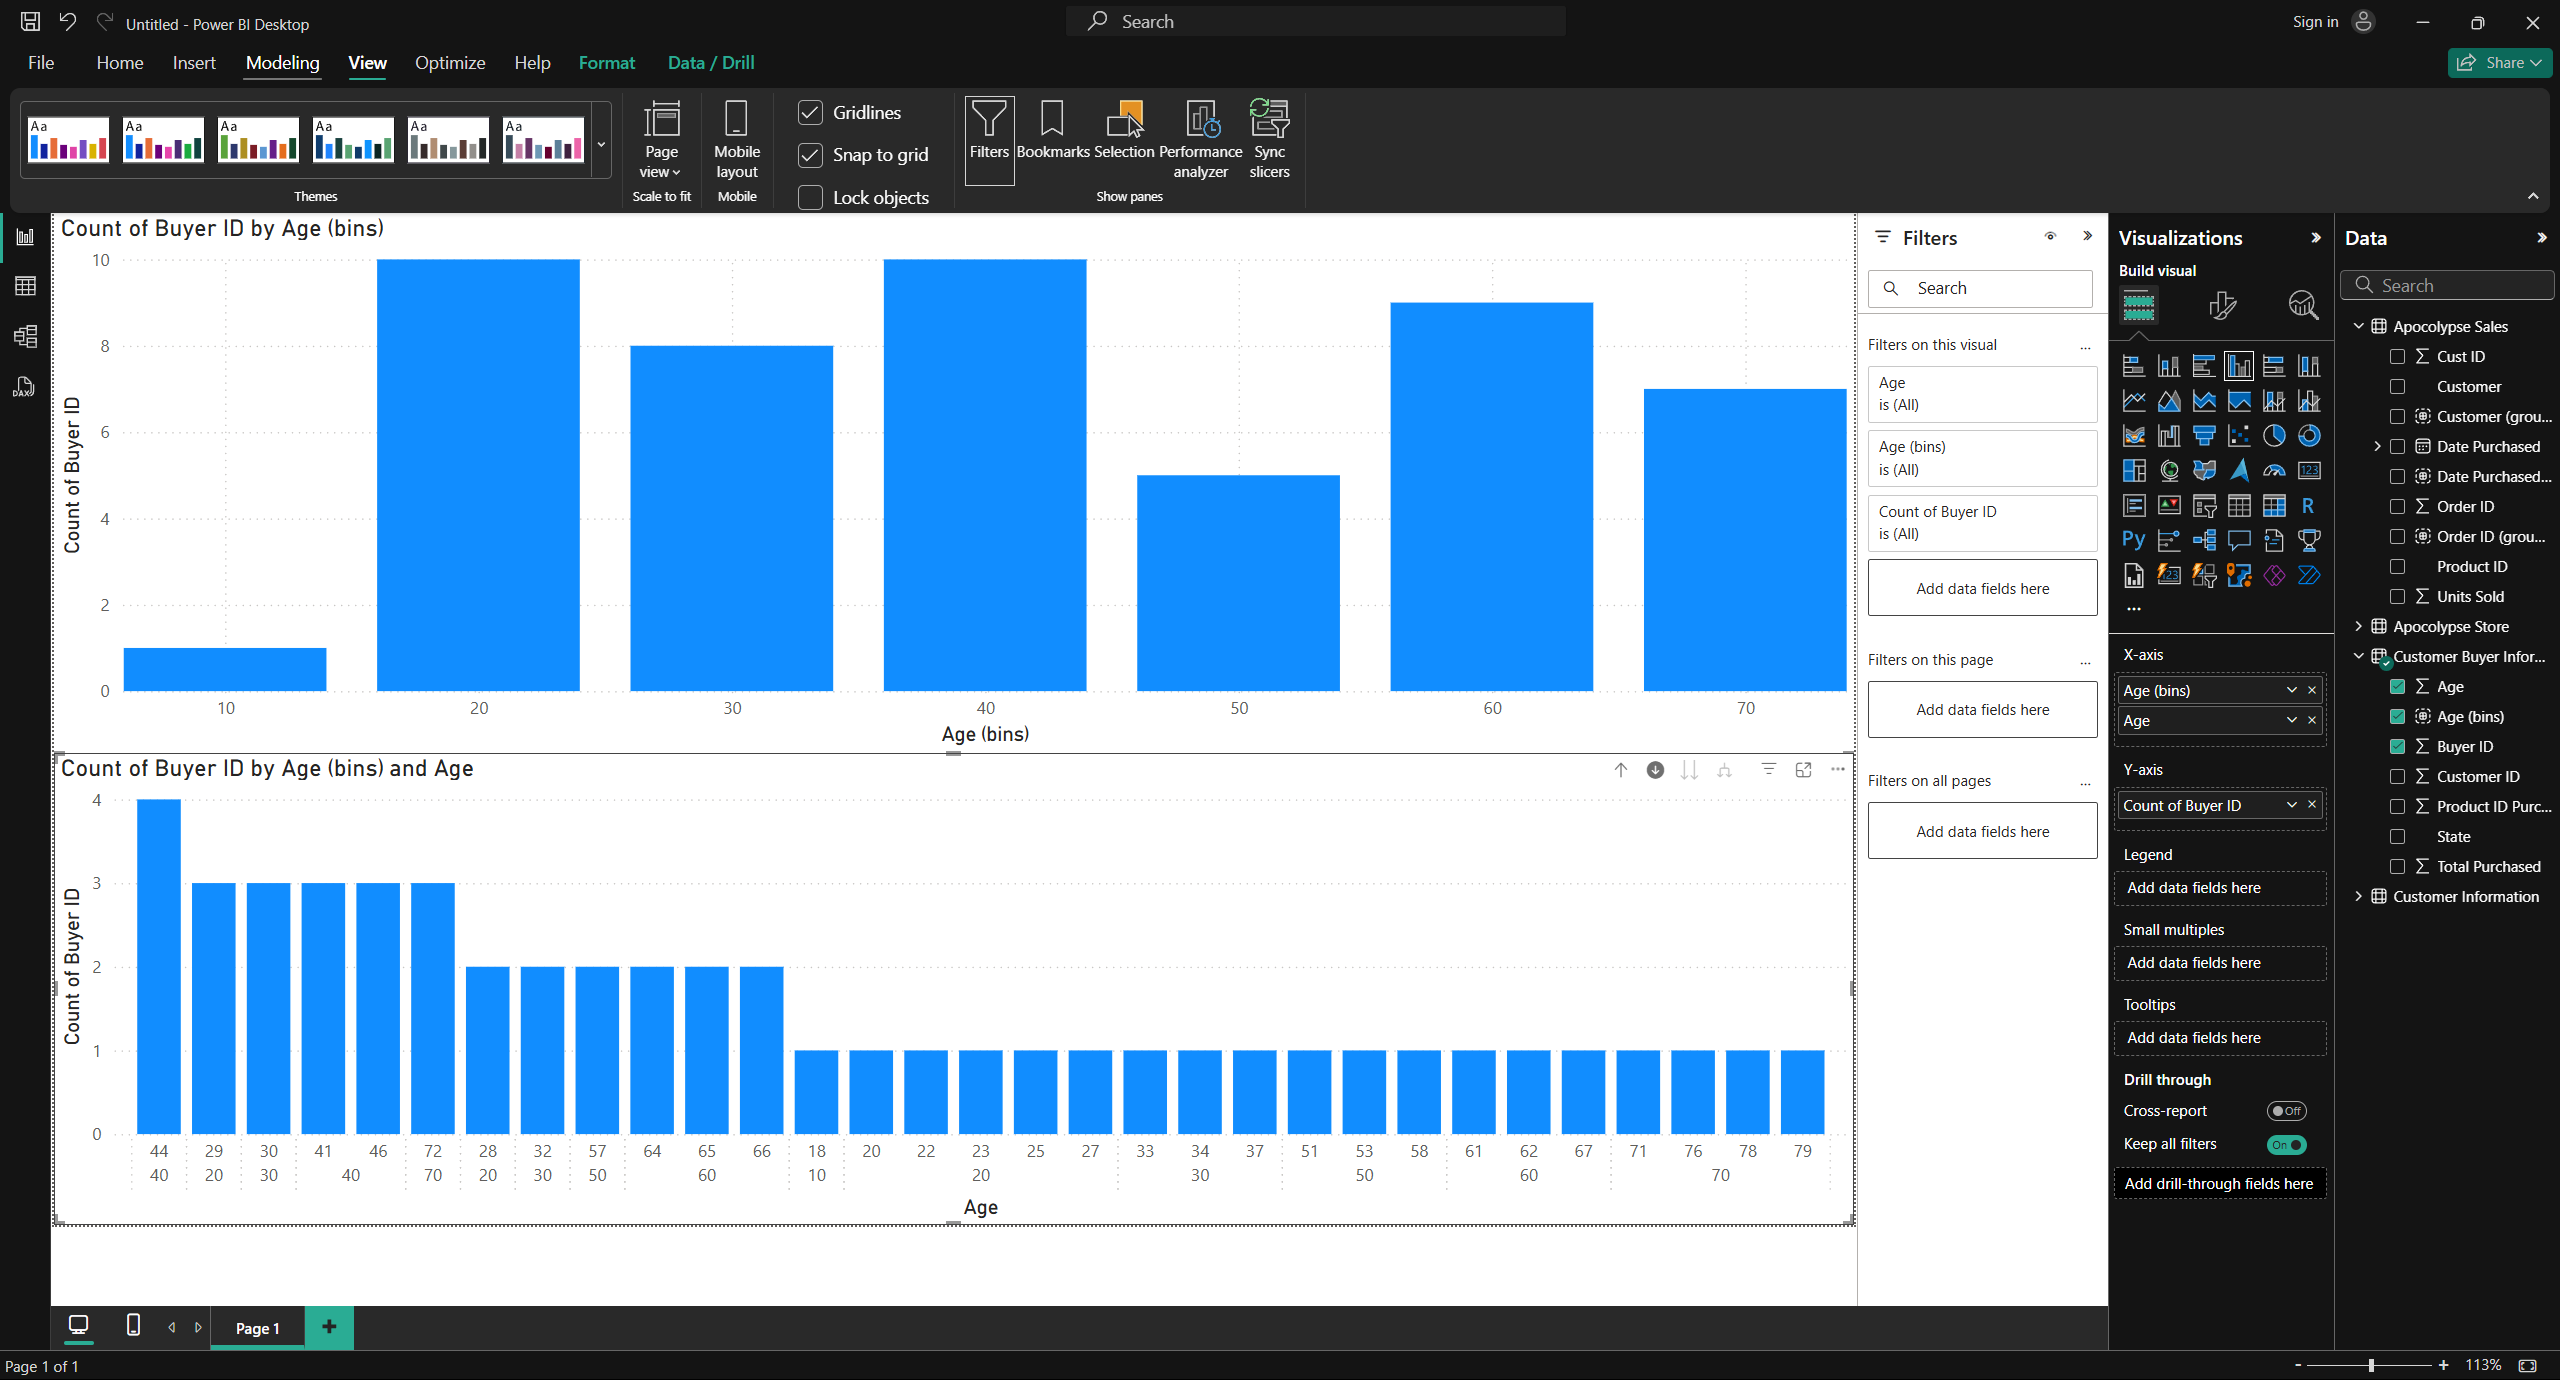 Untitled - Power BI Desktop
Search
Sign in
File Home Insert Modeling View Optimize Help Format Data / Drill
Share
Aa Aa Aa Aa Aa Aa
Themes
Page view
Scale to fit
Mobile layout
Mobile
Gridlines
Snap to grid
Lock objects
Filters
Bookmarks
Selection
Performance analyzer
Sync slicers
Show panes
DAX
Count of Buyer ID by Age (bins)
Count of Buyer ID
10
8
6
4
2
0
10 20 30 40 50 60 70
Age (bins)
Count of Buyer ID by Age (bins) and Age
Count of Buyer ID
4
3
2
1
0
44 29 30 41 46 72 28 32 57 64 65 66 18 20 22 23 25 27 33 34 37 51 53 58 61 62 67 71 76 78 79
40 20 30 40 70 20 30 50 60 10 20 30 50 60 70
Age
Filters
Search
Filters on this visual
...
Age
is (All)
Age (bins)
is (All)
Count of Buyer ID
is (All)
Add data fields here
Filters on this page
...
Add data fields here
Filters on all pages
...
Add data fields here
Visualizations
Build visual
123
R
Py
123
...
X-axis
Age (bins)
Age
Y-axis
Count of Buyer ID
Legend
Add data fields here
Small multiples
Add data fields here
Tooltips
Add data fields here
Drill through
Cross-report
Off
Keep all filters
On
Add drill-through fields here
Data
Search
Apocolypse Sales
Cust ID
Customer
Customer (grou...
Date Purchased
Date Purchased...
Order ID
Order ID (grou...
Product ID
Units Sold
Apocolypse Store
Customer Buyer Infor...
Age
Age (bins)
Buyer ID
Customer ID
Product ID Purc...
State
Total Purchased
Customer Information
Page 1
+
Page 1 of 1
- + 113%